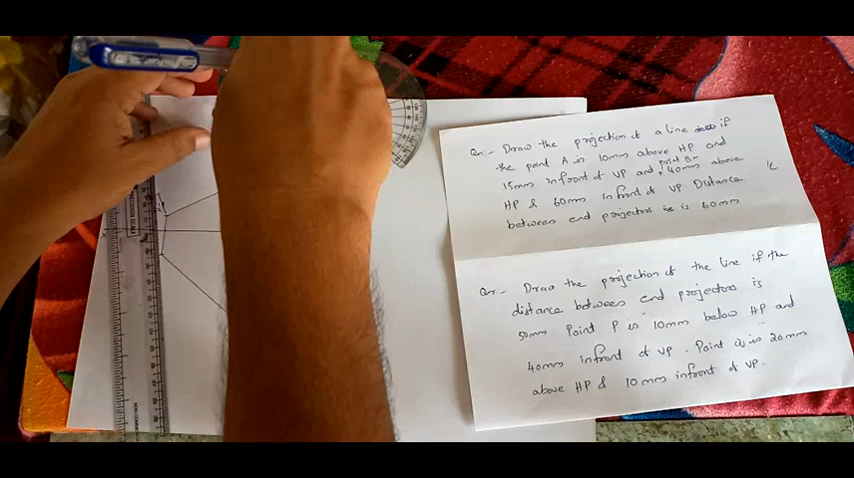 Qn:- Draw the projection of a line if
the point A is 10mm above HP and
15mm infront of VP and point B is 40mm above
HP & 60mm infront of VP. Distance
between end projectors is 60mm
Qn:- Draw the projection of the line if the
distance between end projectors is
50mm Point P is 10mm below HP and
40mm infront of VP. Point Q is 20mm
above HP & 10mm infront of VP.
X